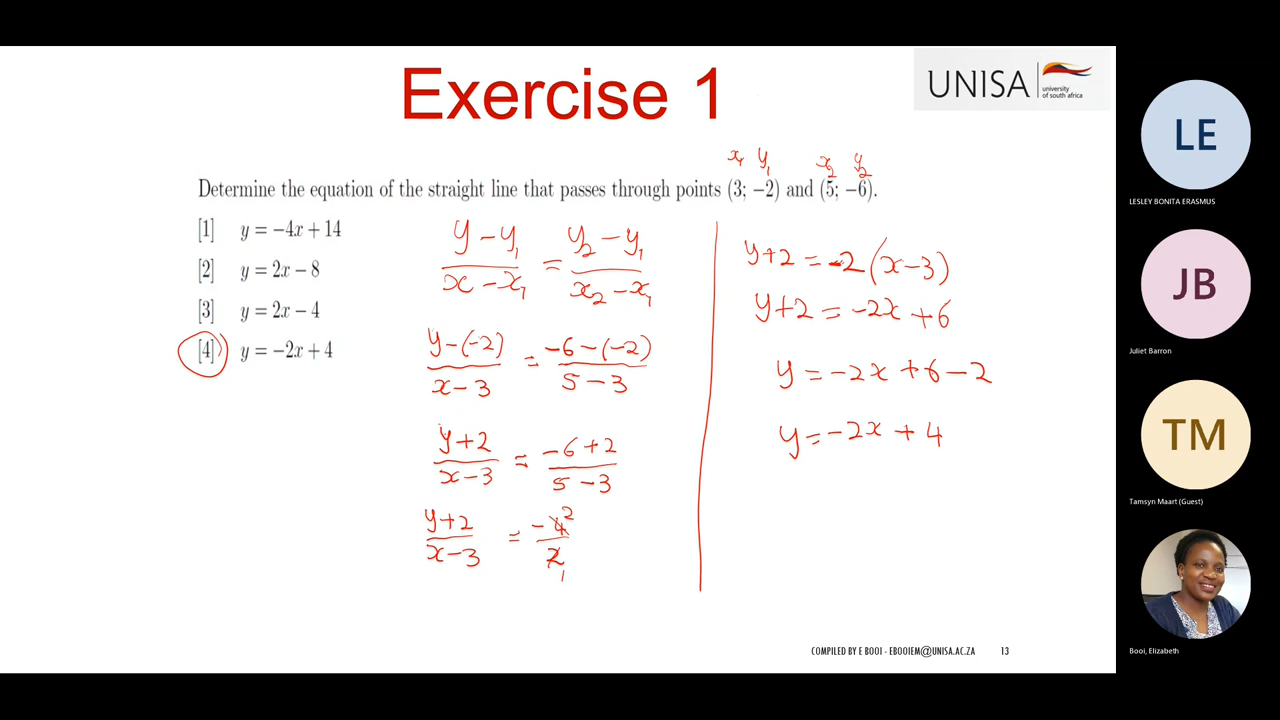 Exercise 1
UNISA university of south africa
x₁ y₁ x₂ y₂
Determine the equation of the straight line that passes through points (3; −2) and (5; −6).
[1] y = −4x + 14
[2] y = 2x − 8
[3] y = 2x − 4
[4] y = −2x + 4
(y − y₁)/(x − x₁) = (y₂ − y₁)/(x₂ − x₁)
(y − (−2))/(x − 3) = (−6 − (−2))/(5 − 3)
(y + 2)/(x − 3) = (−6 + 2)/(5 − 3)
(y + 2)/(x − 3) = −4²/2₁
y + 2 = −2(x − 3)
y + 2 = −2x + 6
y = −2x + 6 − 2
y = −2x + 4
COMPILED BY E BOOI - EBOOIEM@UNISA.AC.ZA 13
LE
LESLEY BONITA ERASMUS
JB
Juliet Barron
TM
Tamsyn Maart (Guest)
Booi, Elizabeth